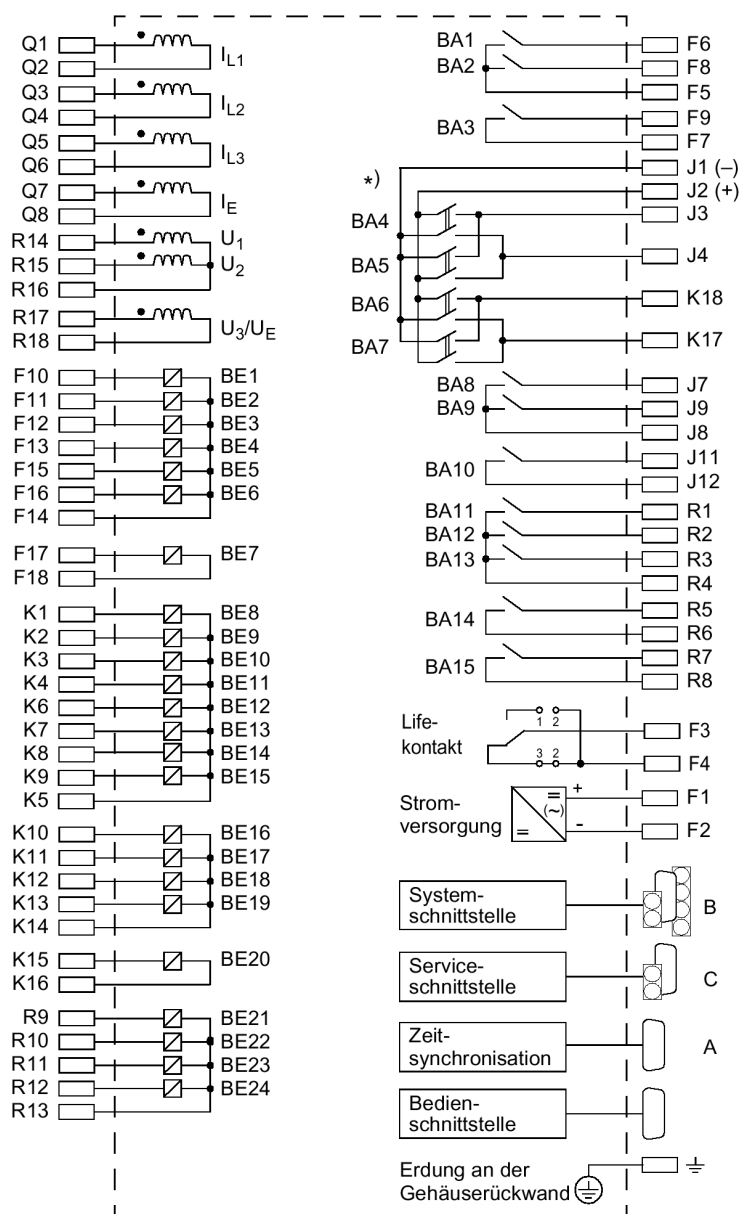 Q1
Q2
I_L1
Q3
Q4
I_L2
Q5
Q6
I_L3
Q7
Q8
I_E
R14 U_1
R15 U_2
R16
R17
R18
U_3/U_E
F10 BE1
F11 BE2
F12 BE3
F13 BE4
F15 BE5
F16 BE6
F14
F17 BE7
F18
K1 BE8
K2 BE9
K3 BE10
K4 BE11
K6 BE12
K7 BE13
K8 BE14
K9 BE15
K5
K10 BE16
K11 BE17
K12 BE18
K13 BE19
K14
K15 BE20
K16
R9 BE21
R10 BE22
R11 BE23
R12 BE24
R13
BA1 F6
BA2 F8
F5
BA3
F9
F7
*)
J1 (–)
J2 (+)
BA4 J3
BA5 J4
BA6 K18
BA7 K17
BA8 J7
BA9 J9
J8
BA10
J11
J12
BA11 R1
BA12 R2
BA13 R3
R4
BA14
R5
R6
BA15
R7
R8
Life-
kontakt
1 2
3 2
F3
F4
Strom-
versorgung
= (~) =
+ F1
- F2
System-
schnittstelle
B
Service-
schnittstelle
C
Zeit-
synchronisation
A
Bedien-
schnittstelle
Erdung an der
Gehäuserückwand